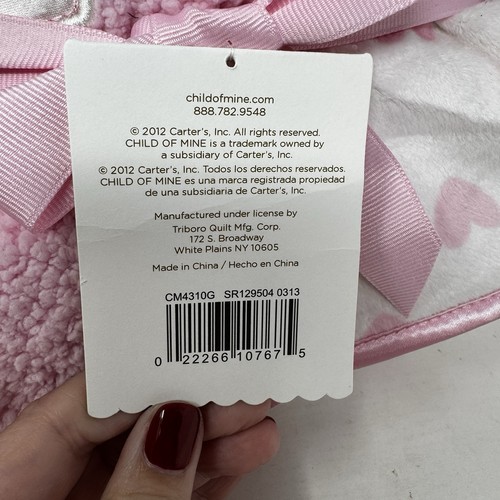 childofmine.com
888.782.9548
© 2012 Carter's, Inc. All rights reserved.
CHILD OF MINE is a trademark owned by
a subsidiary of Carter's, Inc.
© 2012 Carter's, Inc. Todos los derechos reservados.
CHILD OF MINE es una marca registrada propiedad
de una subsidiaria de Carter's, Inc.
Manufactured under license by
Triboro Quilt Mfg. Corp.
172 S. Broadway
White Plains NY 10605
Made in China / Hecho en China
CM4310G SR129504 0313
0 22266 10767 5